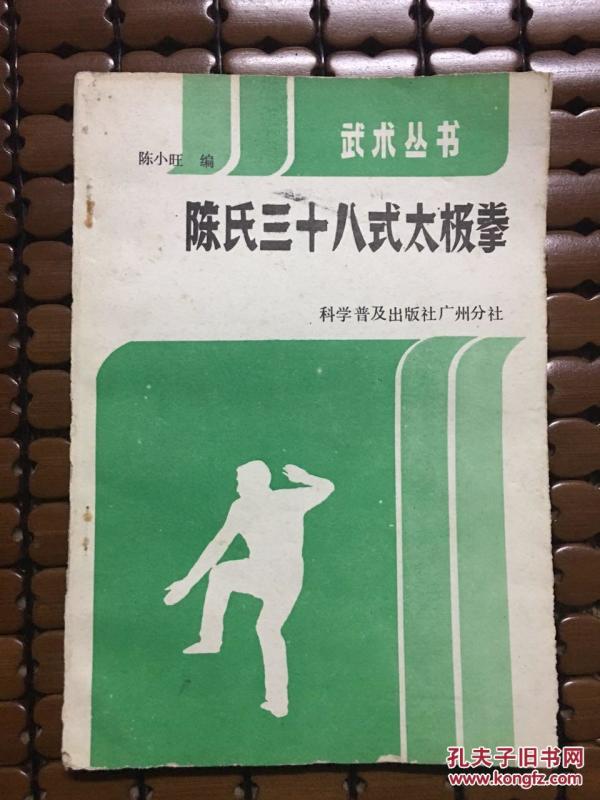 武术丛书
陈小旺 编
陈氏三十八式太极拳
科学普及出版社广州分社
孔夫子旧书网
www.kongfz.com